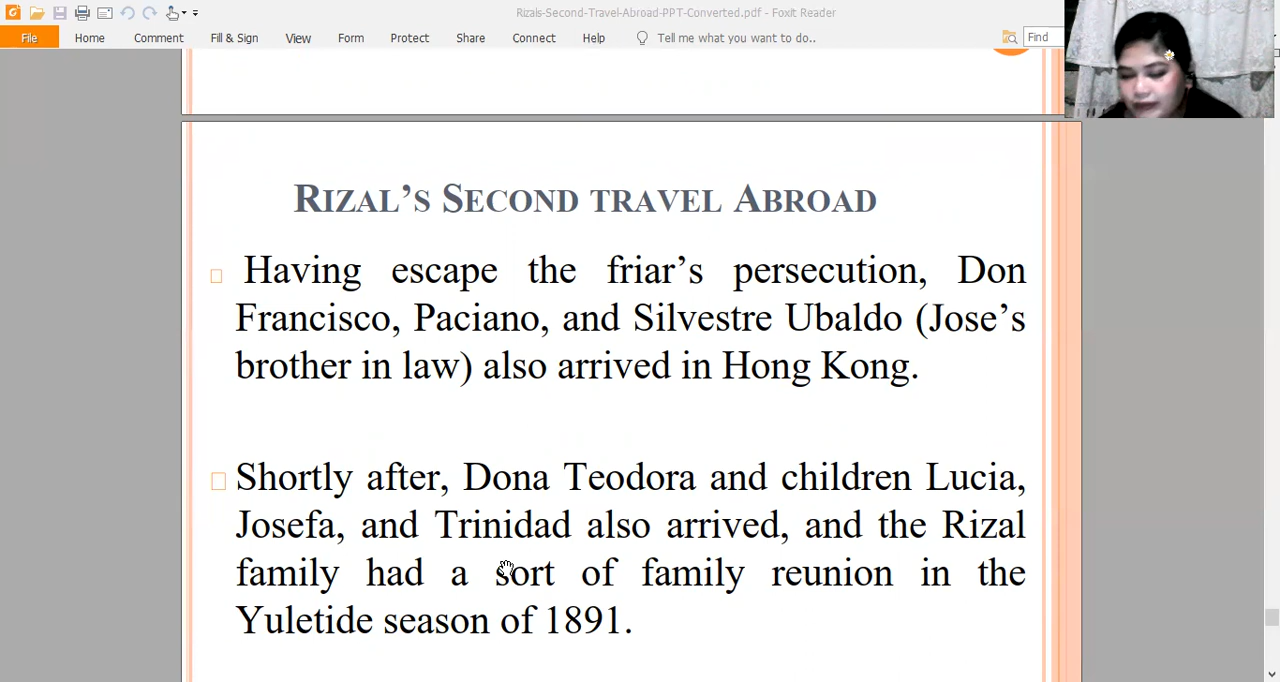 Rizals-Second-Travel-Abroad-PPT-Converted.pdf - Foxit Reader
File Home Comment Fill & Sign View Form Protect Share Connect Help Tell me what you want to do.. Find
RIZAL'S SECOND TRAVEL ABROAD
Having escape the friar's persecution, Don
Francisco, Paciano, and Silvestre Ubaldo (Jose's
brother in law) also arrived in Hong Kong.
Shortly after, Dona Teodora and children Lucia,
Josefa, and Trinidad also arrived, and the Rizal
family had a sort of family reunion in the
Yuletide season of 1891.